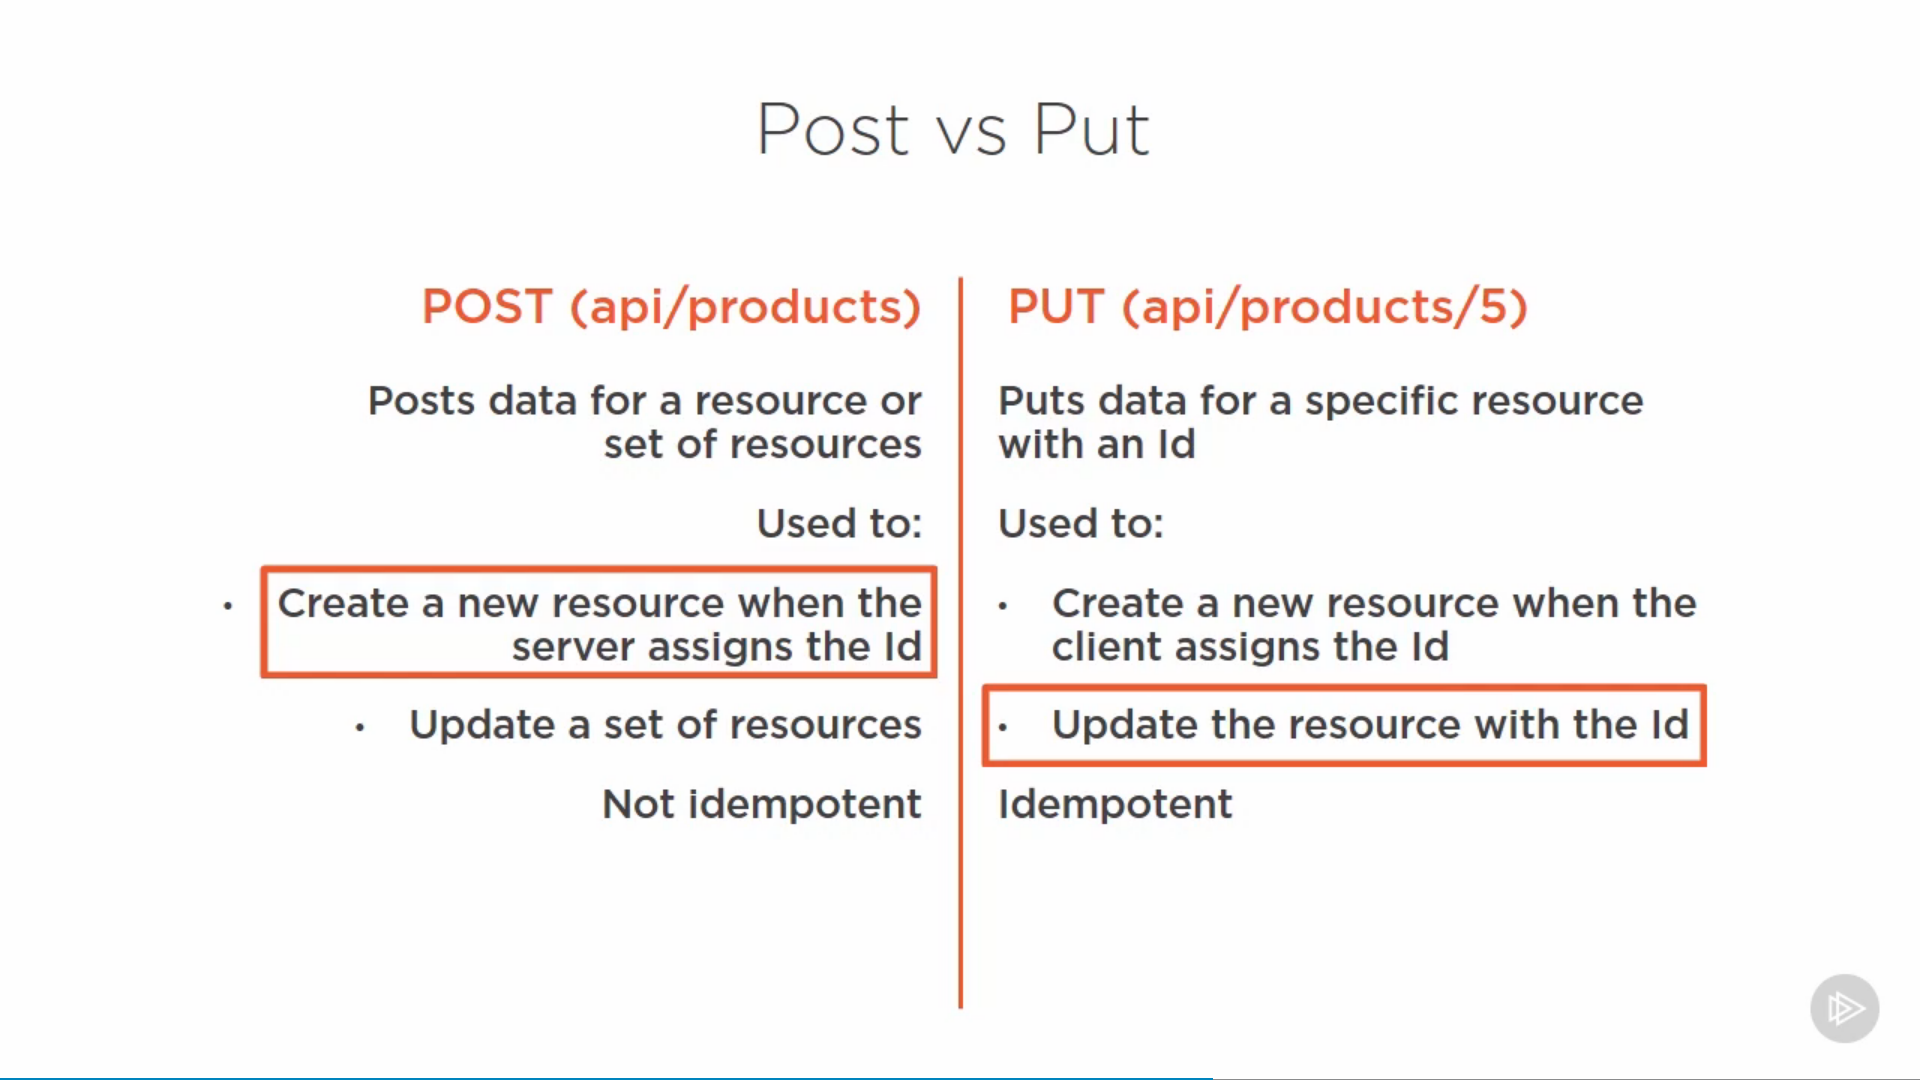 Post vs Put
POST (api/products)
Posts data for a resource or
set of resources
Used to:
• Create a new resource when the
server assigns the Id
• Update a set of resources
Not idempotent
PUT (api/products/5)
Puts data for a specific resource
with an Id
Used to:
• Create a new resource when the
client assigns the Id
• Update the resource with the Id
Idempotent